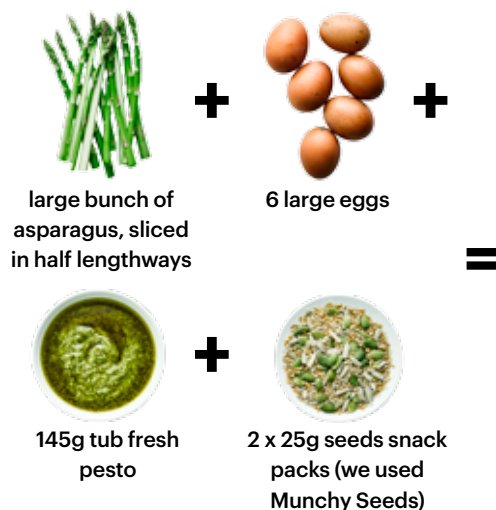 +
+
large bunch of
asparagus, sliced
in half lengthways
6 large eggs
=
+
145g tub fresh
pesto
2 x 25g seeds snack
packs (we used
Munchy Seeds)